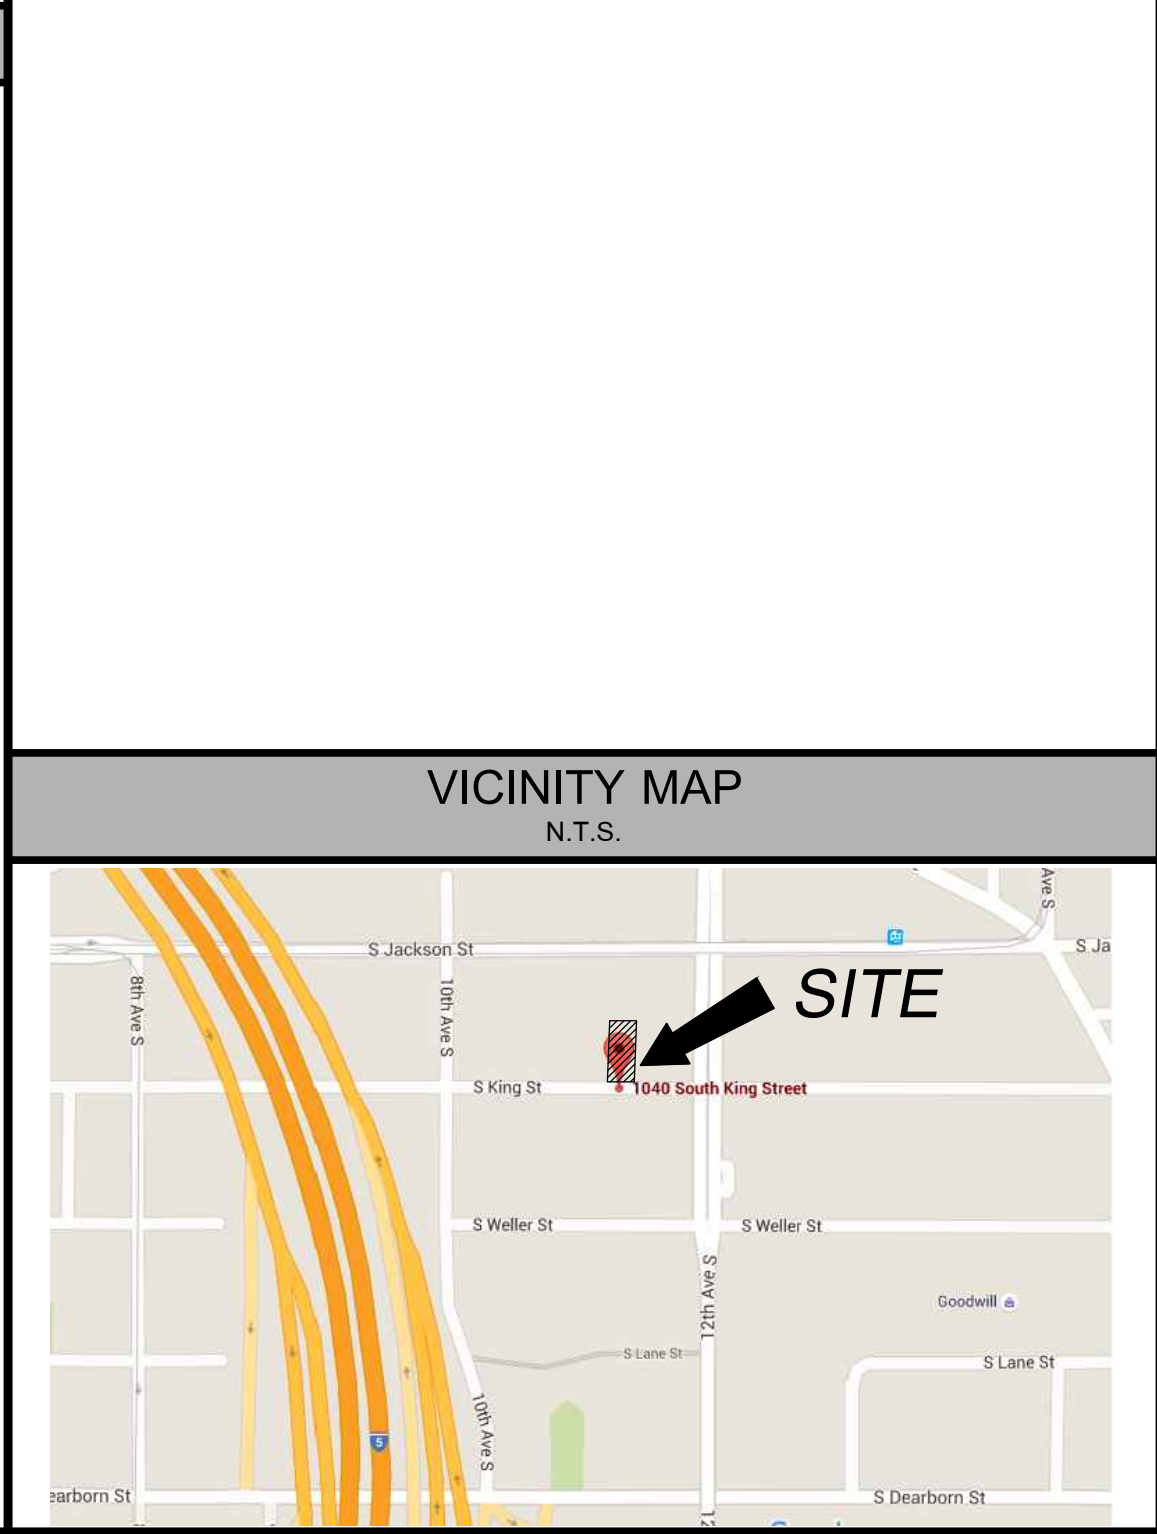 VICINITY MAP
N.T.S.
Ave S
S Jackson St
S Ja
8th Ave S
10th Ave S
SITE
S King St
1040 South King Street
S Weller St
S Weller St
12th Ave S
Goodwill
S Lane St
S Lane St
10th Ave S
5
earborn St
S Dearborn St